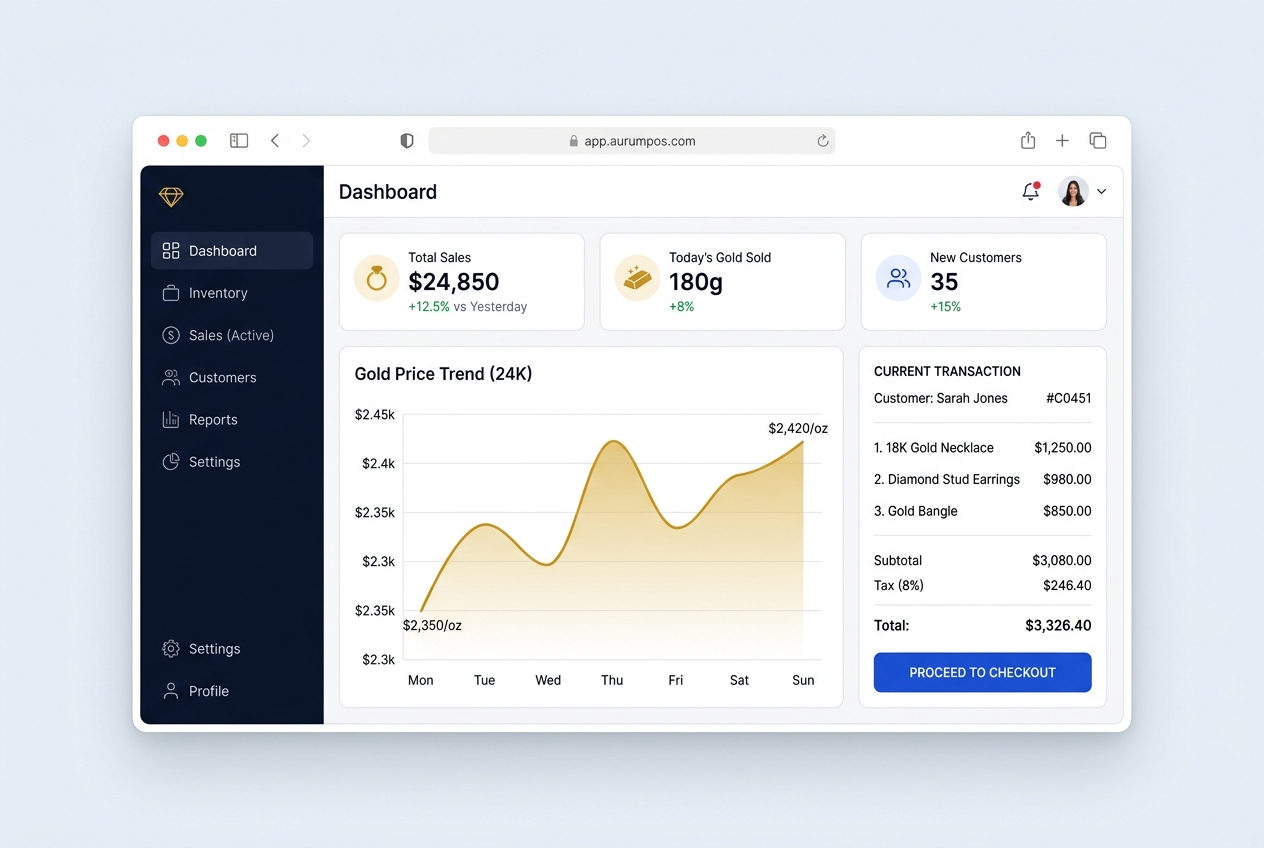 app.aurumpos.com
Dashboard
Inventory
Sales (Active)
Customers
Reports
Settings
Settings
Profile
Dashboard
Total Sales
$24,850
+12.5% vs Yesterday
Today's Gold Sold
180g
+8%
New Customers
35
+15%
Gold Price Trend (24K)
$2.45k
$2.4k
$2.35k
$2.3k
$2.35k
$2.3k
$2,350/oz
$2,420/oz
Mon Tue Wed Thu Fri Sat Sun
CURRENT TRANSACTION
Customer: Sarah Jones #C0451
1. 18K Gold Necklace $1,250.00
2. Diamond Stud Earrings $980.00
3. Gold Bangle $850.00
Subtotal $3,080.00
Tax (8%) $246.40
Total: $3,326.40
PROCEED TO CHECKOUT